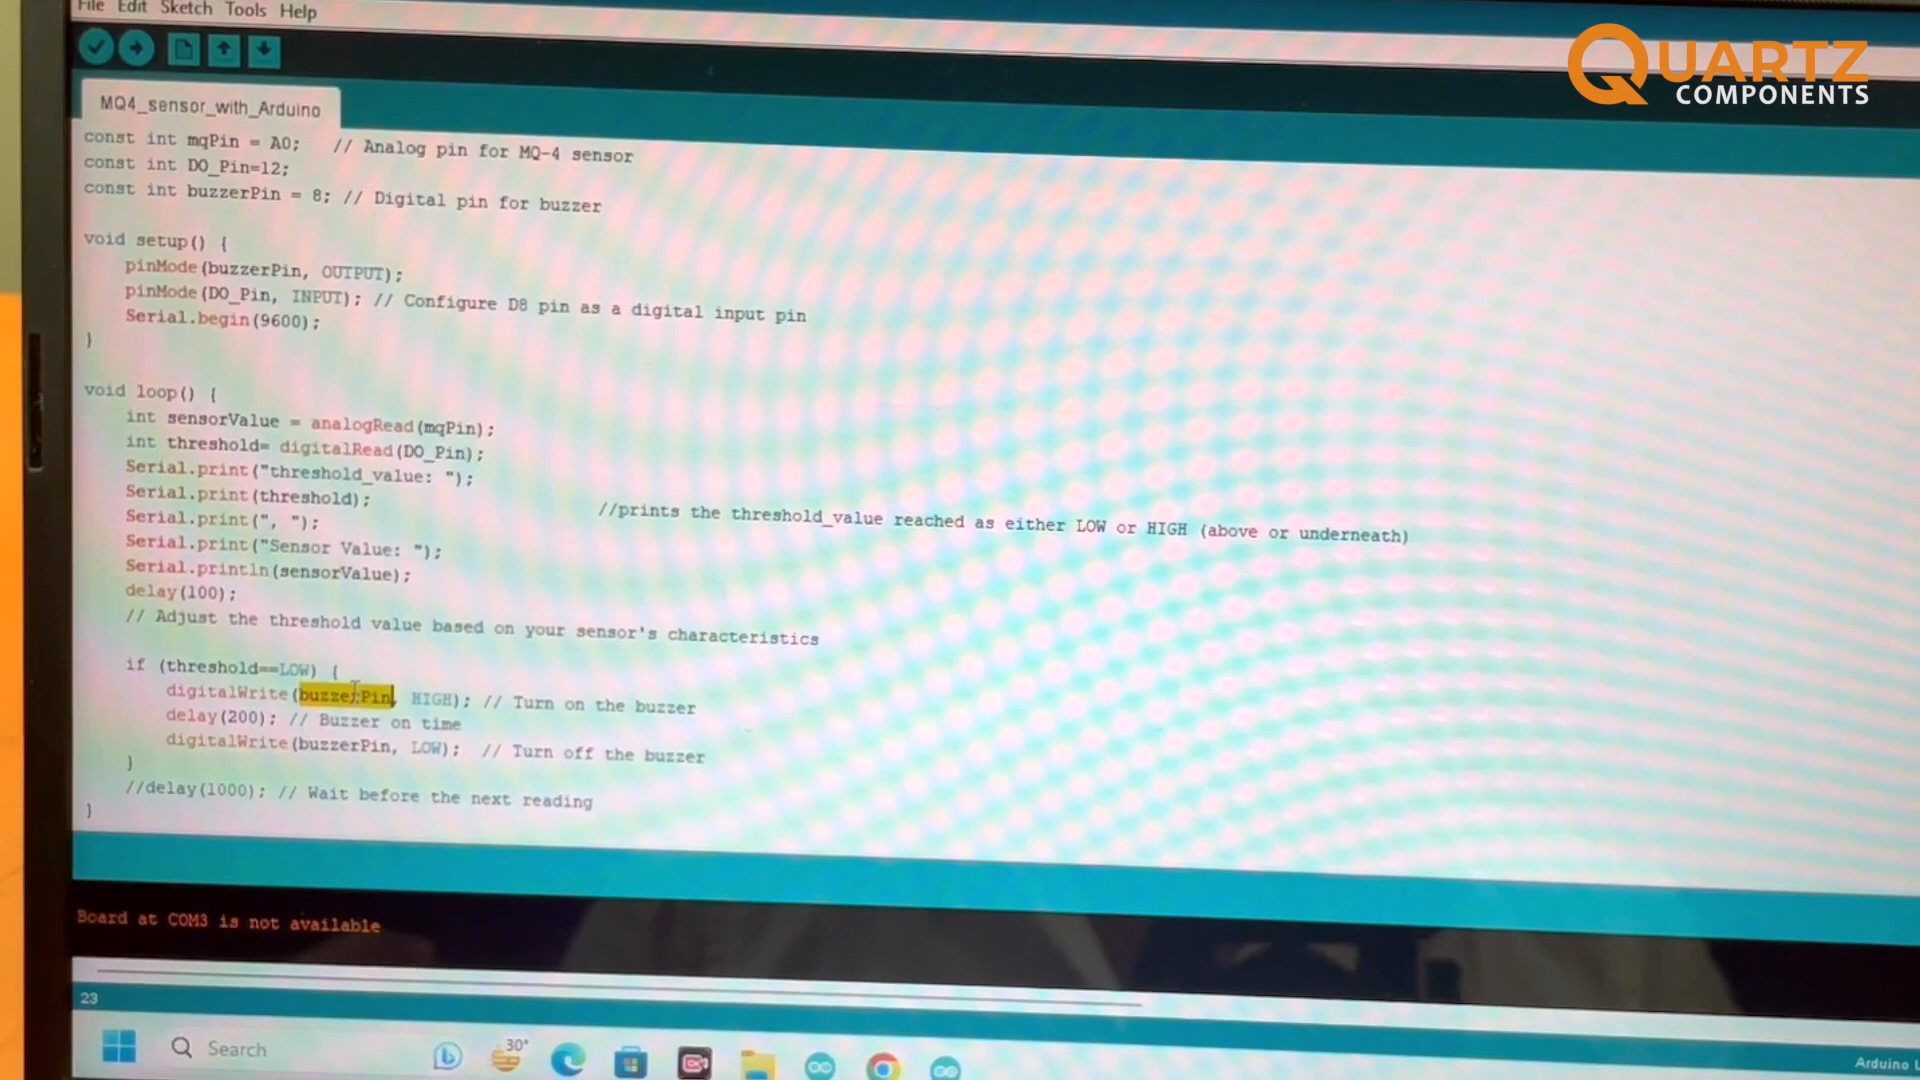 File Edit Sketch Tools Help
QUARTZ
COMPONENTS
MQ4_sensor_with_Arduino
const int mqPin = A0;   // Analog pin for MQ-4 sensor
const int DO_Pin=12;
const int buzzerPin = 8; // Digital pin for buzzer
void setup() {
pinMode(buzzerPin, OUTPUT);
pinMode(DO_Pin, INPUT); // Configure D8 pin as a digital input pin
Serial.begin(9600);
}
void loop() {
int sensorValue = analogRead(mqPin);
int threshold= digitalRead(DO_Pin);
Serial.print("threshold_value: ");
Serial.print(threshold);   //prints the threshold_value reached as either LOW or HIGH (above or underneath)
Serial.print(", ");
Serial.print("Sensor Value: ");
Serial.println(sensorValue);
delay(100);
// Adjust the threshold value based on your sensor's characteristics
if (threshold==LOW) {
digitalWrite(buzzerPin, HIGH); // Turn on the buzzer
delay(200); // Buzzer on time
digitalWrite(buzzerPin, LOW);  // Turn off the buzzer
}
//delay(1000); // Wait before the next reading
}
Board at COM3 is not available
23
Search
30°
Arduino